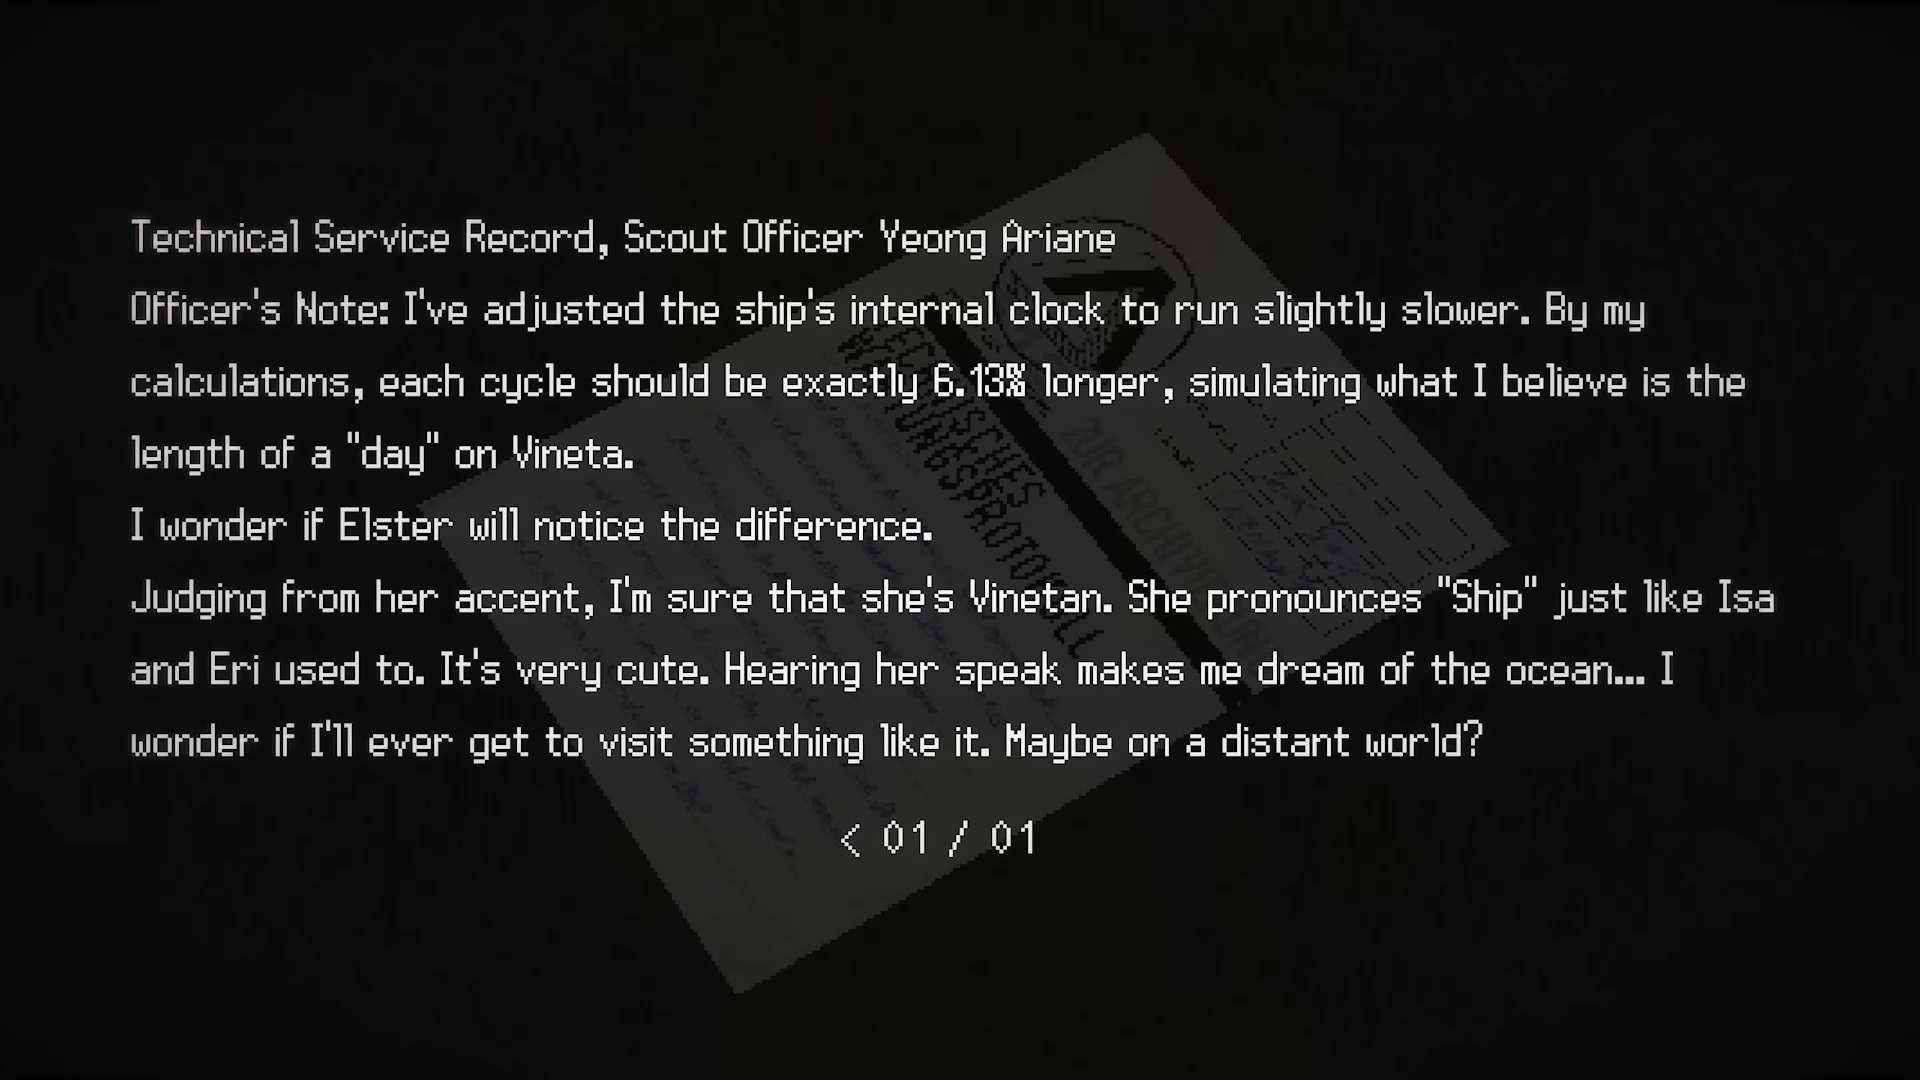 Technical Service Record, Scout Officer Yeong Ariane
Officer's Note: I've adjusted the ship's internal clock to run slightly slower. By my
calculations, each cycle should be exactly 6.13% longer, simulating what I believe is the
length of a "day" on Vineta.
I wonder if Elster will notice the difference.
Judging from her accent, I'm sure that she's Vinetan. She pronounces "Ship" just like Isa
and Eri used to. It's very cute. Hearing her speak makes me dream of the ocean... I
wonder if I'll ever get to visit something like it. Maybe on a distant world?
< 01 / 01
TECHNISCHES
WARTUNGSPROTOKOLL
ZUR ARCHIVIERUNG